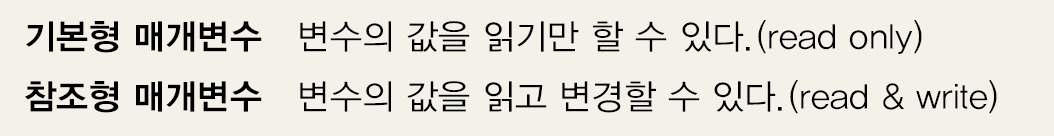 기본형 매개변수 변수의 값을 읽기만 할 수 있다.(read only)
참조형 매개변수 변수의 값을 읽고 변경할 수 있다.(read & write)